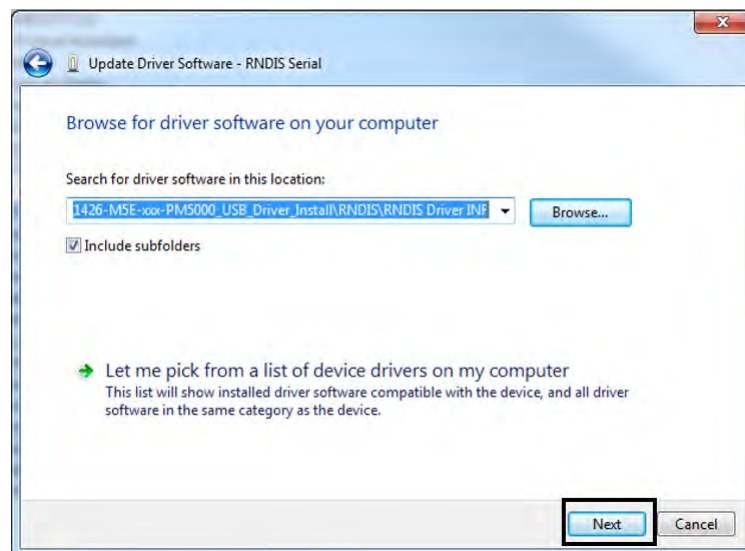 Update Driver Software - RNDIS Serial
Browse for driver software on your computer
Search for driver software in this location:
1426-M5E-xxx-PM5000_USB_Driver_Install\RNDIS\RNDIS Driver INF
Browse...
Include subfolders
Let me pick from a list of device drivers on my computer
This list will show installed driver software compatible with the device, and all driver
software in the same category as the device.
Next
Cancel